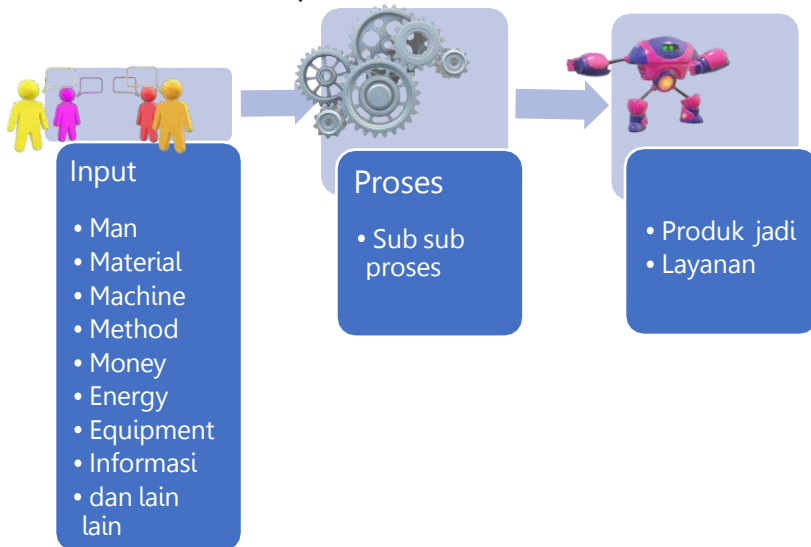 Input
• Man
• Material
• Machine
• Method
• Money
• Energy
• Equipment
• Informasi
• dan lain
lain
Proses
• Sub sub
proses
• Produk jadi
• Layanan